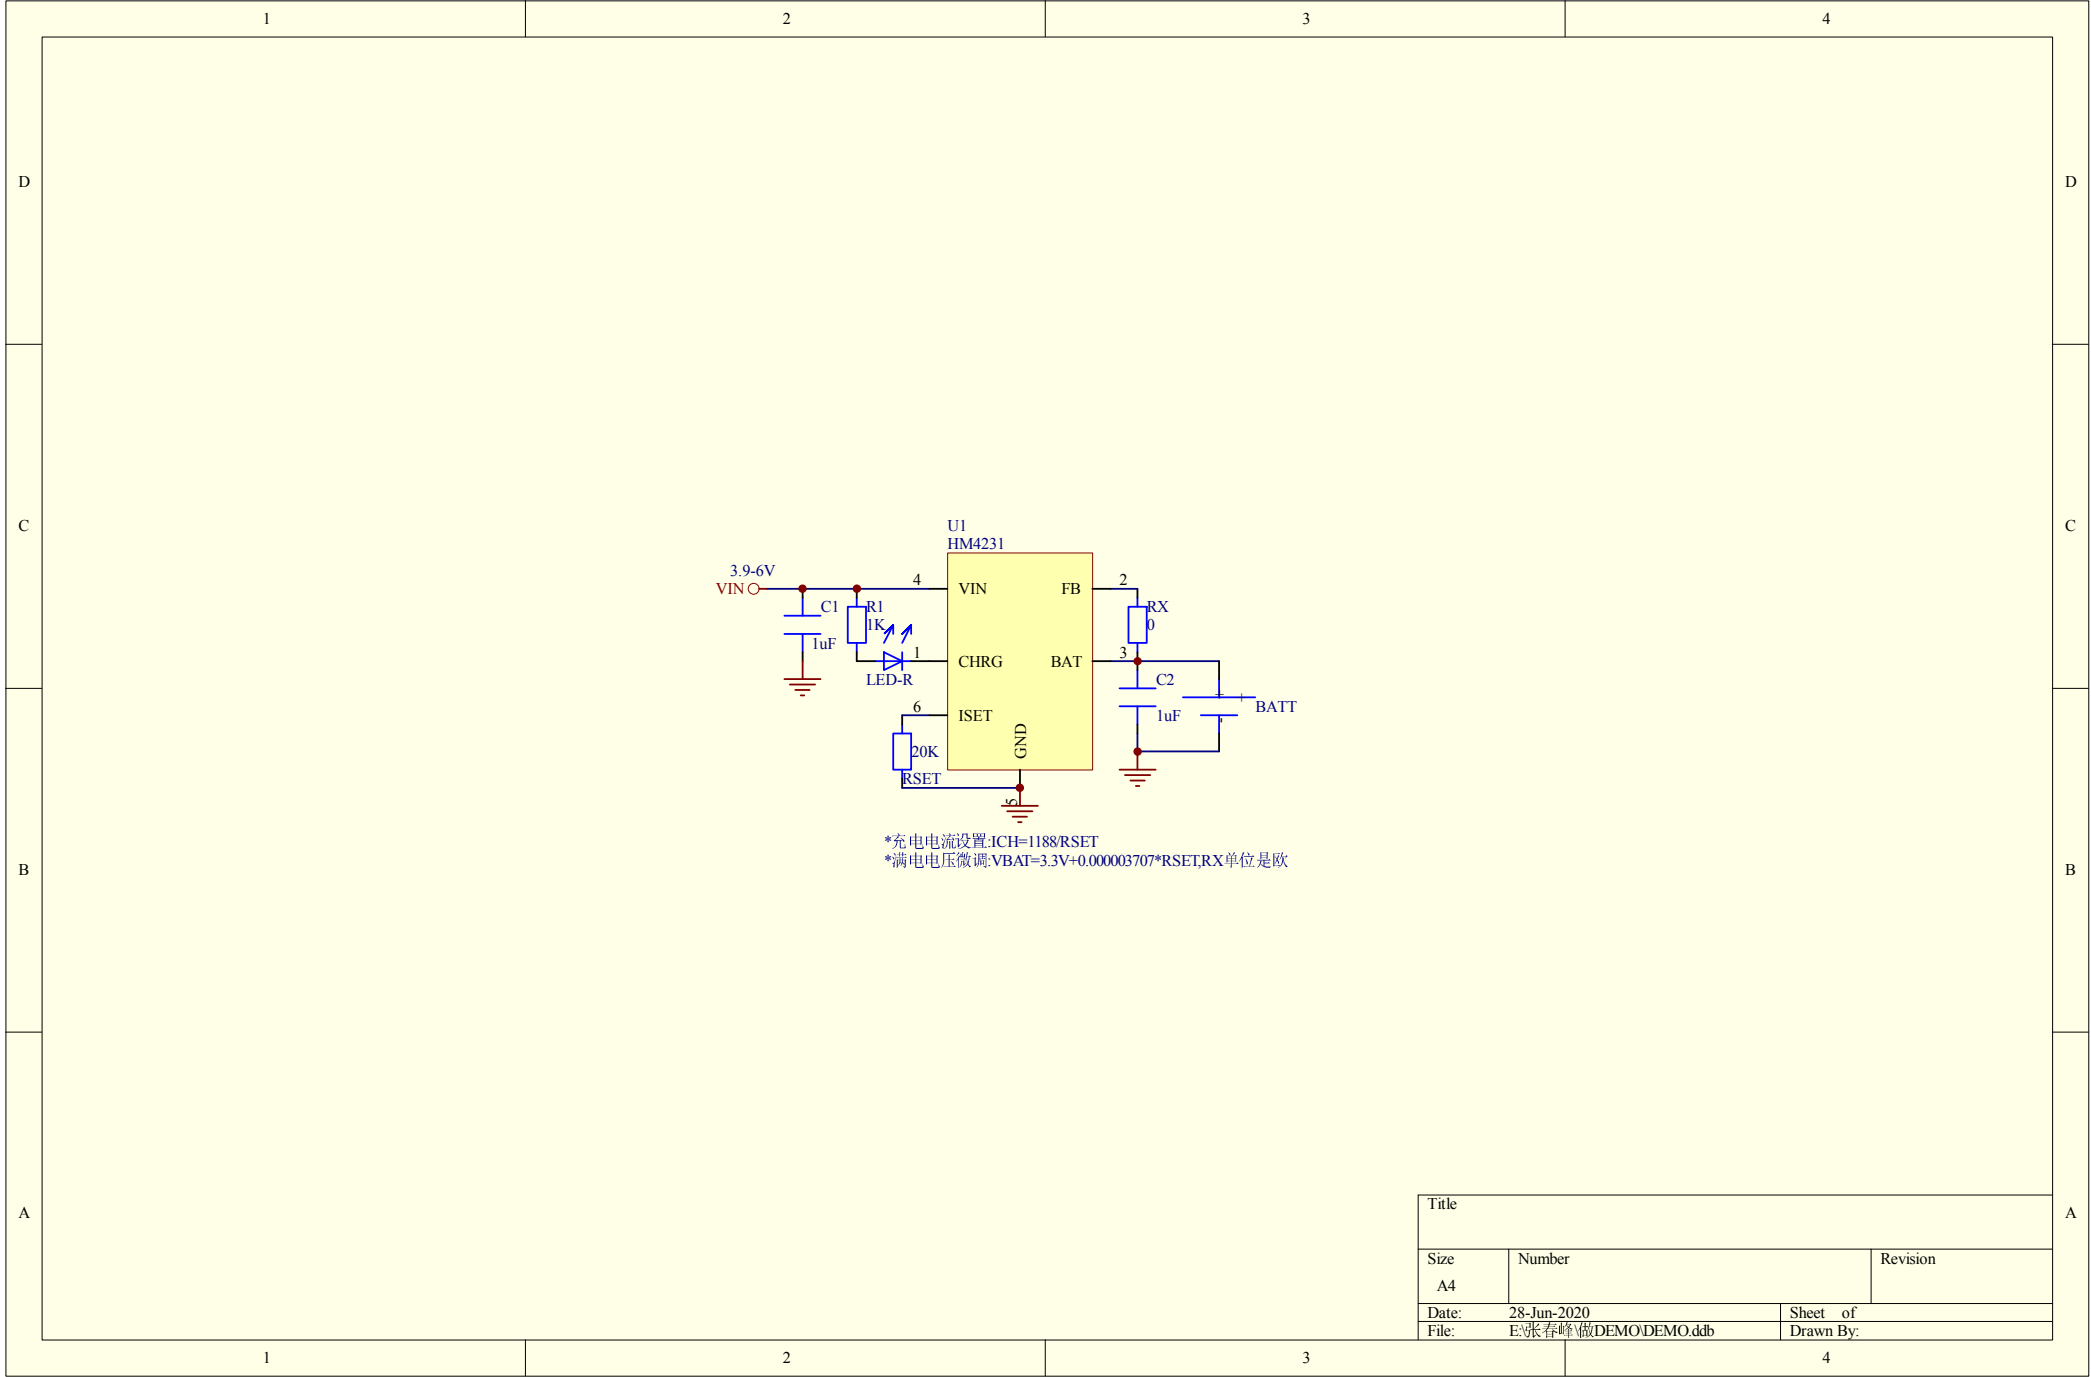 1 2 3 4
D D
C C
U1
HM4231
3.9-6V
VIN
4 VIN FB 2
C1 R1 RX
1K 0
1uF
1 CHRG BAT 3
LED-R C2
BATT
6 ISET 1uF
GND
20K
RSET
5
*充电电流设置:ICH=1188/RSET
*满电电压微调:VBAT=3.3V+0.000003707*RSET,RX单位是欧
B B
A A
Title
Size Number Revision
A4
Date: 28-Jun-2020 Sheet of
File: E:\张春峰\做DEMO\DEMO.ddb Drawn By:
1 2 3 4